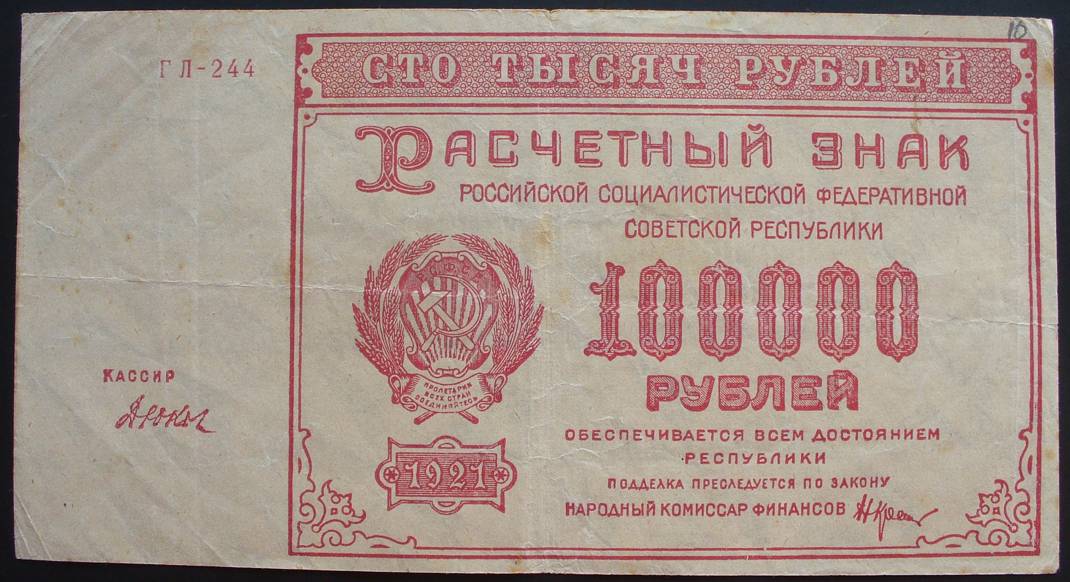 10
ГЛ-244
СТО ТЫСЯЧ РУБЛЕЙ
РАСЧЕТНЫЙ ЗНАК
РОССИЙСКОЙ СОЦИАЛИСТИЧЕСКОЙ ФЕДЕРАТИВНОЙ
СОВЕТСКОЙ РЕСПУБЛИКИ
100000
РУБЛЕЙ
ПРОЛЕТАРИИ
ВСЕХ СТРАН
СОЕДИНЯЙТЕСЬ
КАССИР
1921
ОБЕСПЕЧИВАЕТСЯ ВСЕМ ДОСТОЯНИЕМ
РЕСПУБЛИКИ
ПОДДЕЛКА ПРЕСЛЕДУЕТСЯ ПО ЗАКОНУ
НАРОДНЫЙ КОМИССАР ФИНАНСОВ